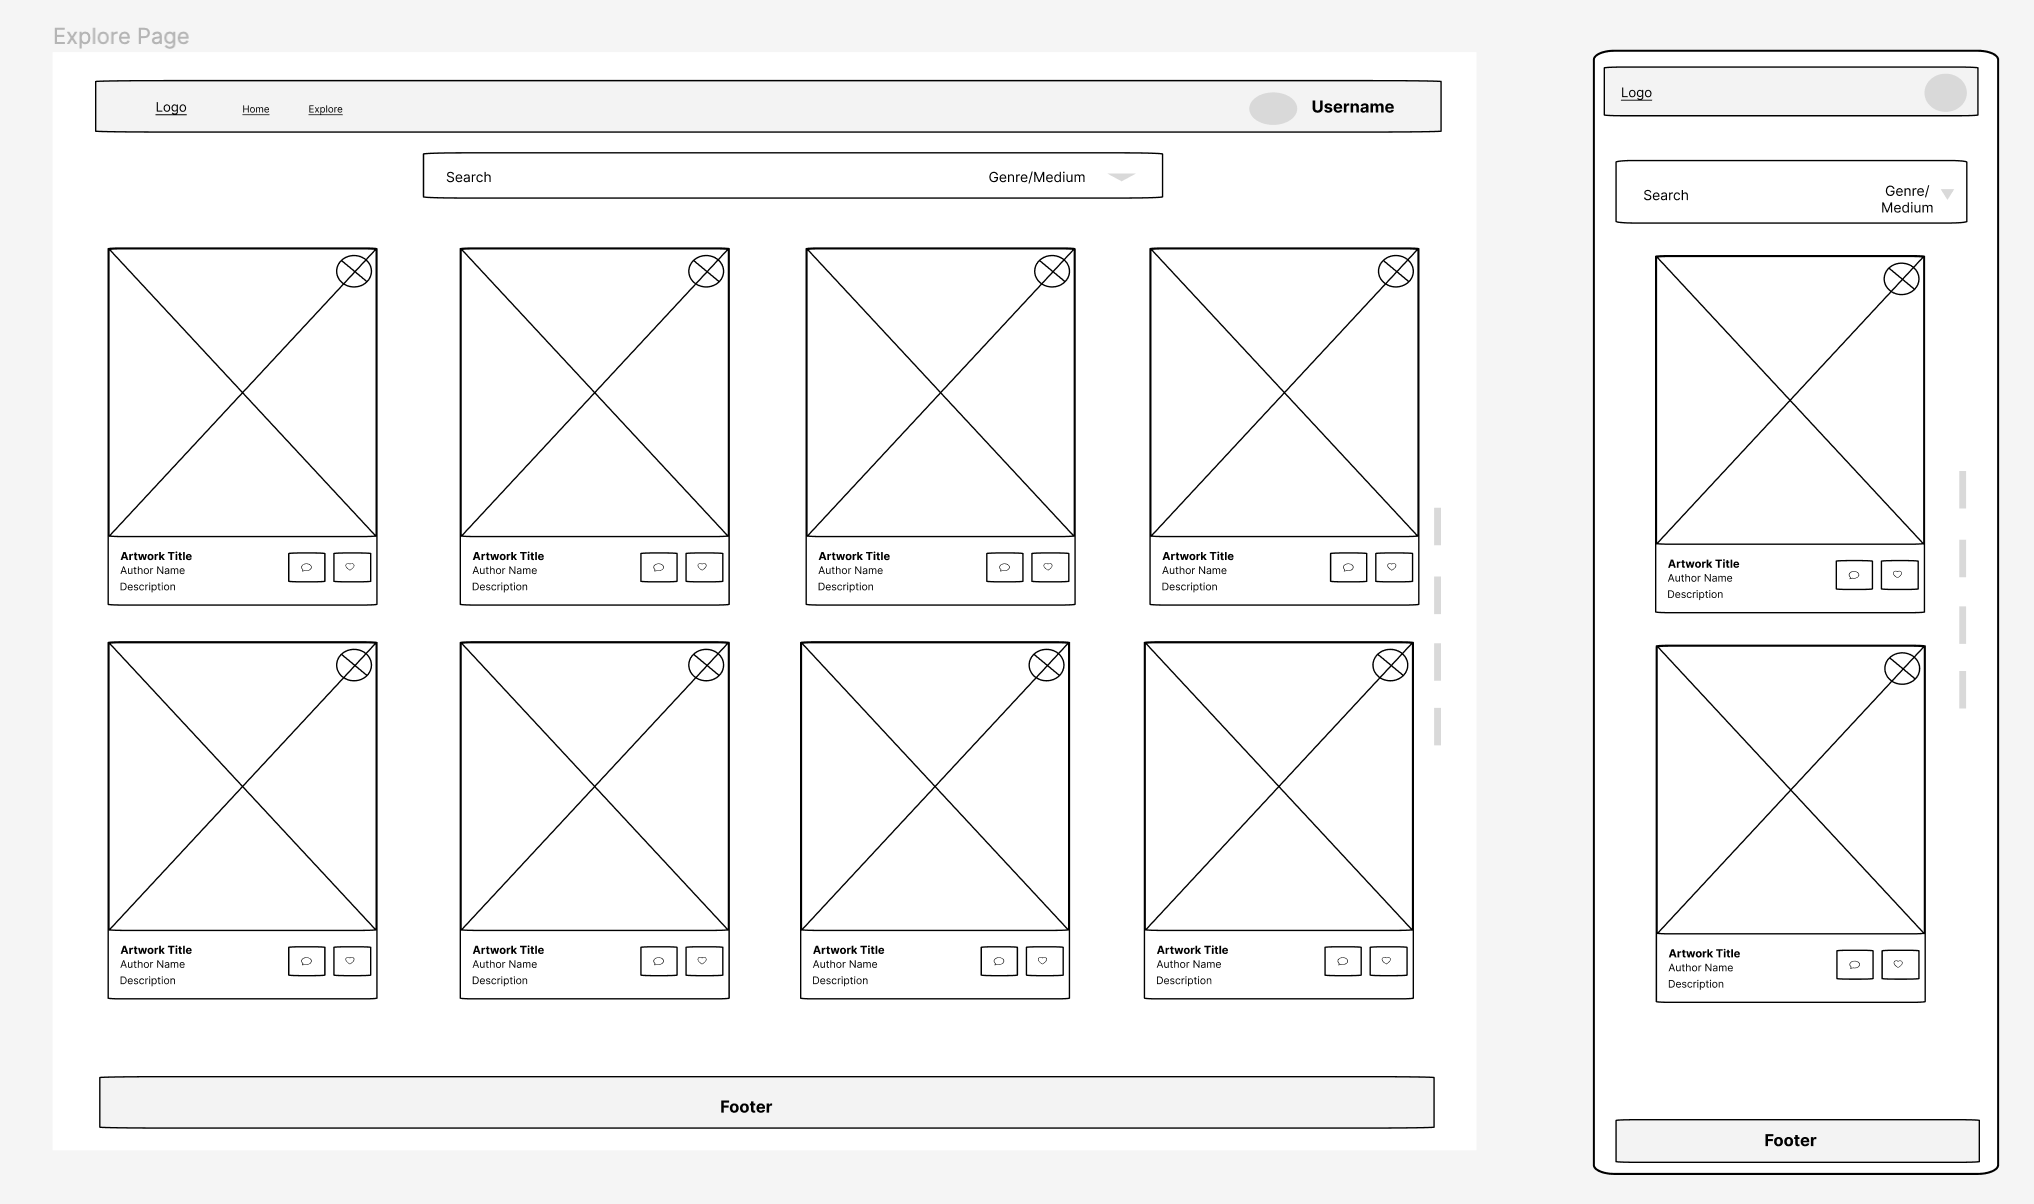 Explore Page
Logo Home Explore Username
Search Genre/Medium
Artwork Title
Author Name
Description
Artwork Title
Author Name
Description
Artwork Title
Author Name
Description
Artwork Title
Author Name
Description
Artwork Title
Author Name
Description
Artwork Title
Author Name
Description
Artwork Title
Author Name
Description
Artwork Title
Author Name
Description
Footer
Logo
Search
Genre/
Medium
Artwork Title
Author Name
Description
Artwork Title
Author Name
Description
Footer